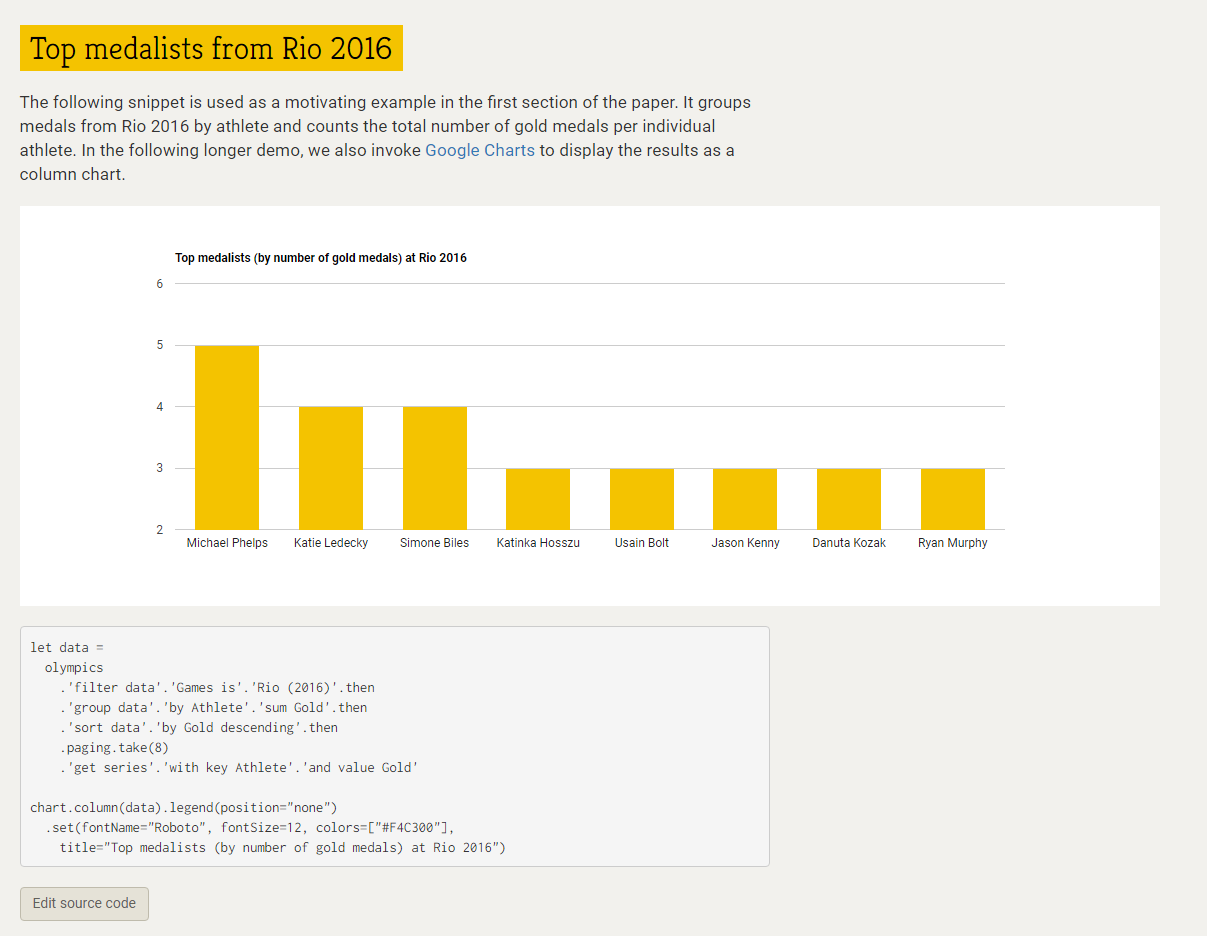 Top medalists from Rio 2016
The following snippet is used as a motivating example in the first section of the paper. It groups
medals from Rio 2016 by athlete and counts the total number of gold medals per individual
athlete. In the following longer demo, we also invoke Google Charts to display the results as a
column chart.
Top medalists (by number of gold medals) at Rio 2016
6
5
4
3
2
Michael Phelps Katie Ledecky Simone Biles Katinka Hosszu Usain Bolt Jason Kenny Danuta Kozak Ryan Murphy
let data =
  olympics
    .'filter data'.'Games is'.'Rio (2016)'.then
    .'group data'.'by Athlete'.'sum Gold'.then
    .'sort data'.'by Gold descending'.then
    .paging.take(8)
    .'get series'.'with key Athlete'.'and value Gold'
chart.column(data).legend(position="none")
  .set(fontName="Roboto", fontSize=12, colors=["#F4C300"],
    title="Top medalists (by number of gold medals) at Rio 2016")
Edit source code